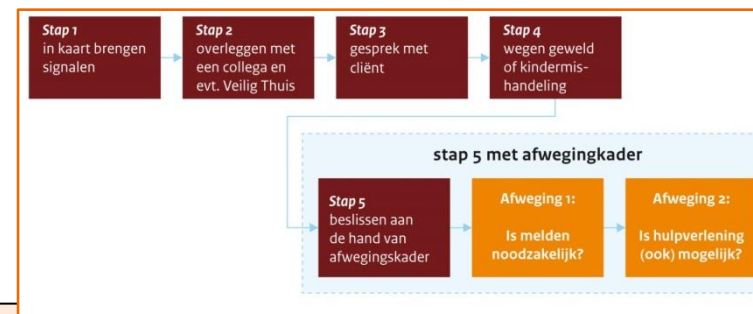 Stap 1
in kaart brengen
signalen
Stap 2
overleggen met
een collega en
evt. Veilig Thuis
Stap 3
gesprek met
cliënt
Stap 4
wegen geweld
of kindermis-
handeling
stap 5 met afwegingkader
Stap 5
beslissen aan
de hand van
afwegingskader
Afweging 1:
Is melden
noodzakelijk?
Afweging 2:
Is hulpverlening
(ook) mogelijk?